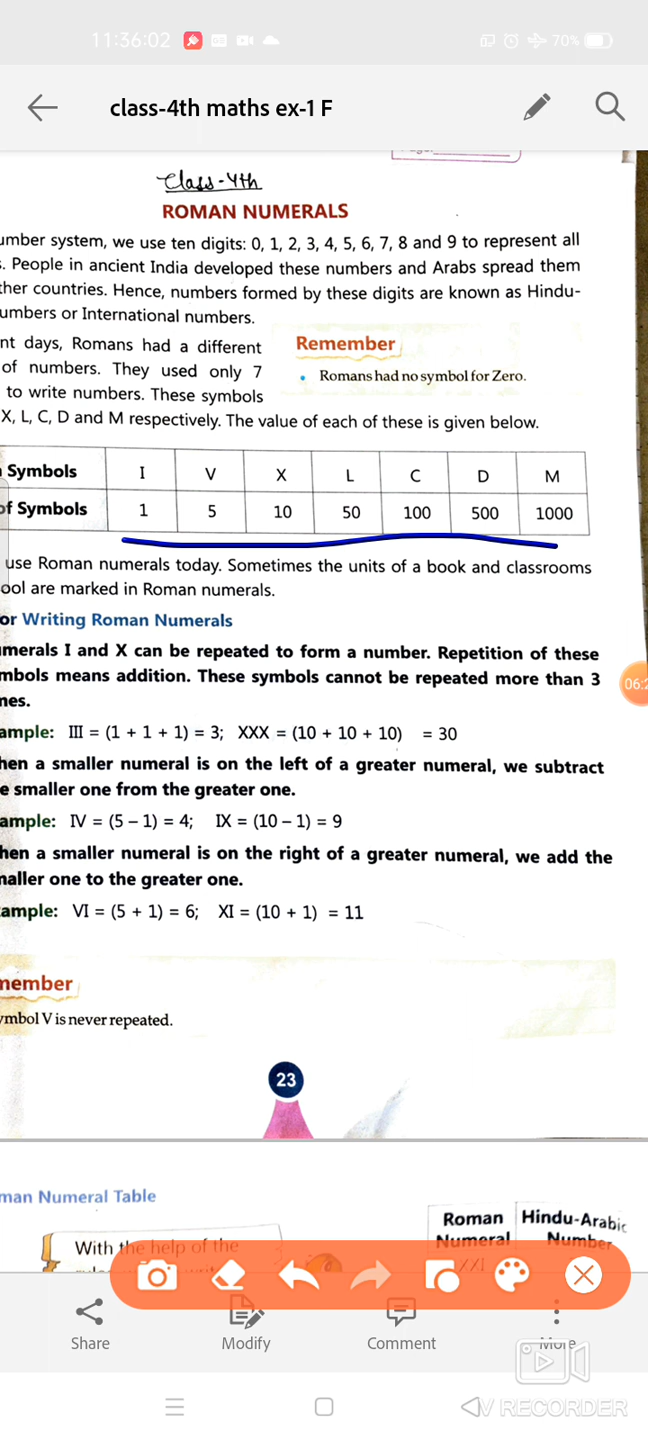 11:36:02
70%
class-4th maths ex-1 F
Class-4th
ROMAN NUMERALS
umber system, we use ten digits: 0, 1, 2, 3, 4, 5, 6, 7, 8 and 9 to represent all
s. People in ancient India developed these numbers and Arabs spread them
ther countries. Hence, numbers formed by these digits are known as Hindu-
umbers or International numbers.
nt days, Romans had a different
of numbers. They used only 7
to write numbers. These symbols
Remember
• Romans had no symbol for Zero.
X, L, C, D and M respectively. The value of each of these is given below.
Symbols I V X L C D M
of Symbols 1 5 10 50 100 500 1000
use Roman numerals today. Sometimes the units of a book and classrooms
ool are marked in Roman numerals.
or Writing Roman Numerals
merals I and X can be repeated to form a number. Repetition of these
mbols means addition. These symbols cannot be repeated more than 3
mes.
ample: III = (1 + 1 + 1) = 3; XXX = (10 + 10 + 10) = 30
hen a smaller numeral is on the left of a greater numeral, we subtract
e smaller one from the greater one.
ample: IV = (5 – 1) = 4; IX = (10 – 1) = 9
hen a smaller numeral is on the right of a greater numeral, we add the
maller one to the greater one.
ample: VI = (5 + 1) = 6; XI = (10 + 1) = 11
member
ymbol V is never repeated.
23
man Numeral Table
With the help of the
Roman Hindu-Arabic
Numeral Number
06:2
Share Modify Comment More
V RECORDER